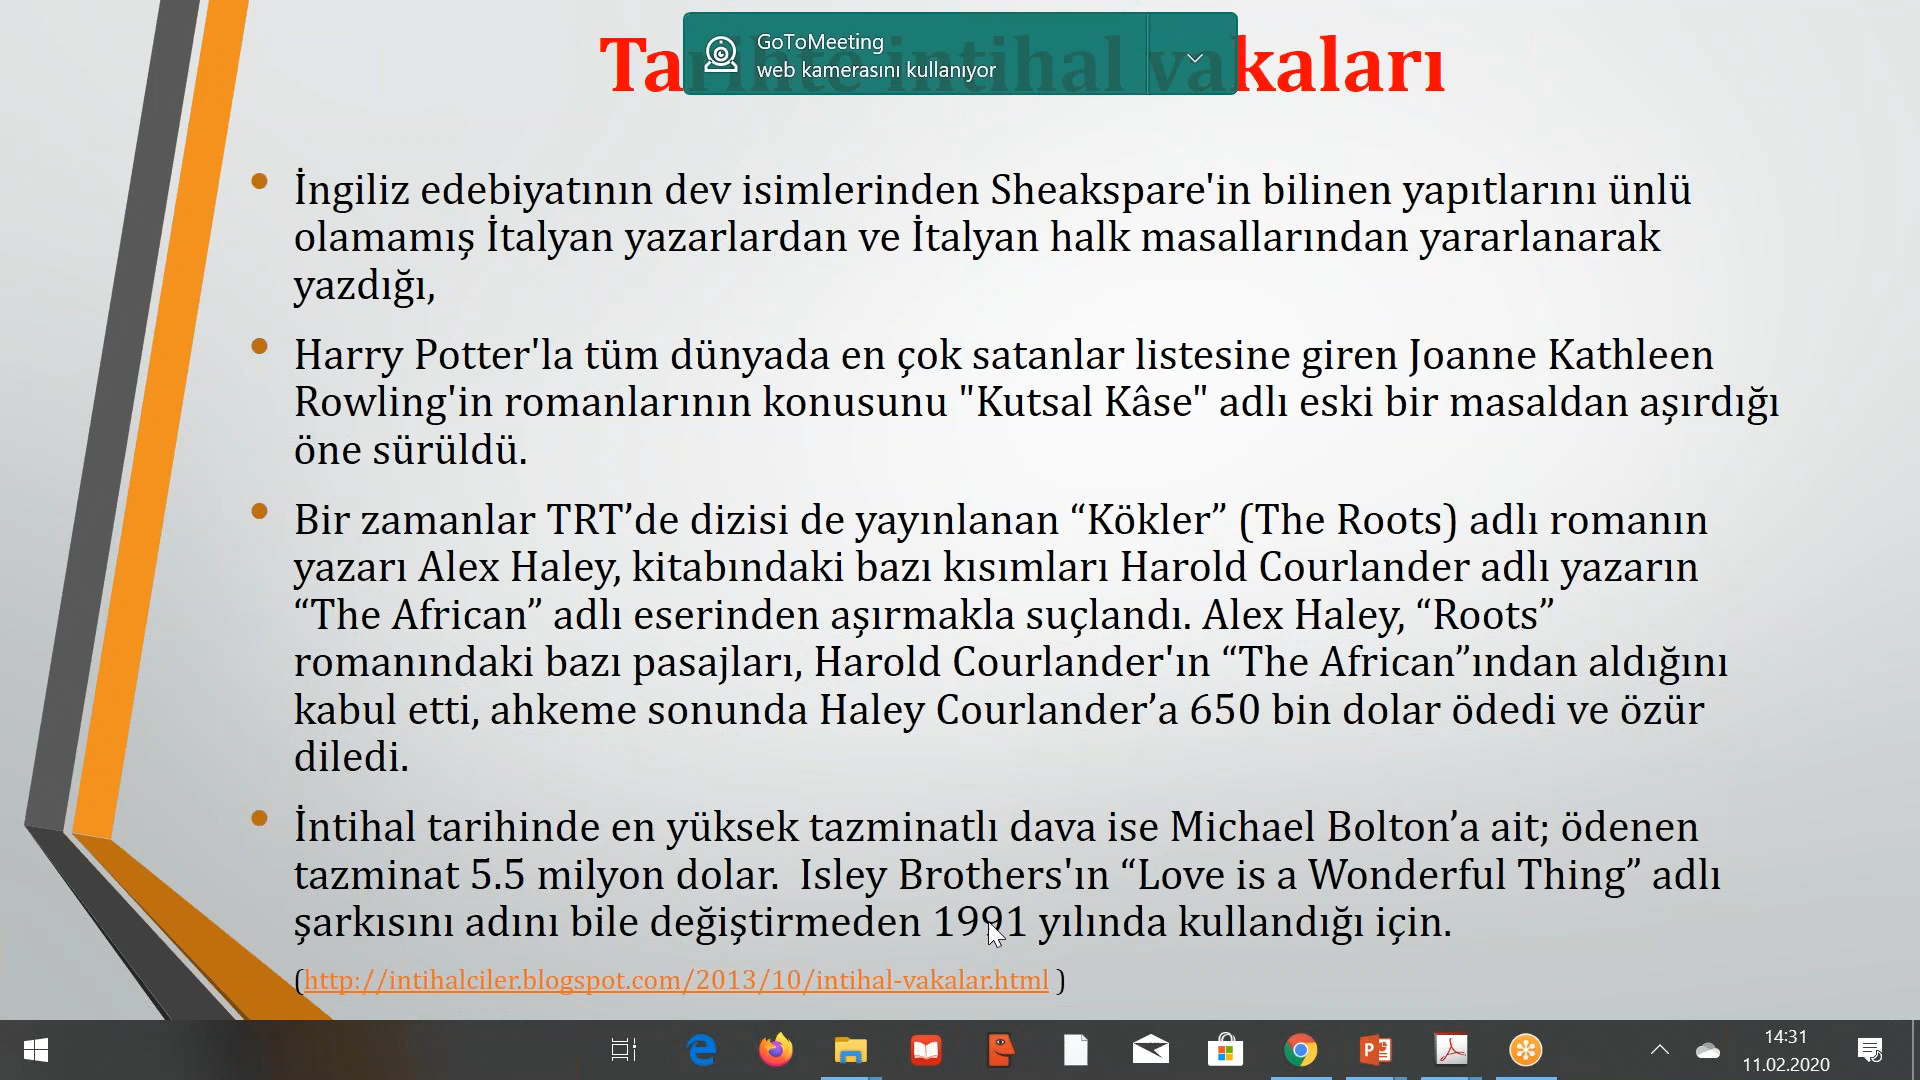 Tarihte intihal vakaları
GoToMeeting
web kamerasını kullanıyor
İngiliz edebiyatının dev isimlerinden Sheakspare'in bilinen yapıtlarını ünlü
olamamış İtalyan yazarlardan ve İtalyan halk masallarından yararlanarak
yazdığı,
Harry Potter'la tüm dünyada en çok satanlar listesine giren Joanne Kathleen
Rowling'in romanlarının konusunu "Kutsal Kâse" adlı eski bir masaldan aşırdığı
öne sürüldü.
Bir zamanlar TRT’de dizisi de yayınlanan “Kökler” (The Roots) adlı romanın
yazarı Alex Haley, kitabındaki bazı kısımları Harold Courlander adlı yazarın
“The African” adlı eserinden aşırmakla suçlandı. Alex Haley, “Roots”
romanındaki bazı pasajları, Harold Courlander'ın “The African”ından aldığını
kabul etti, ahkeme sonunda Haley Courlander’a 650 bin dolar ödedi ve özür
diledi.
İntihal tarihinde en yüksek tazminatlı dava ise Michael Bolton’a ait; ödenen
tazminat 5.5 milyon dolar.  Isley Brothers'ın “Love is a Wonderful Thing” adlı
şarkısını adını bile değiştirmeden 1991 yılında kullandığı için.
(http://intihalciler.blogspot.com/2013/10/intihal-vakalar.html )
14:31
11.02.2020